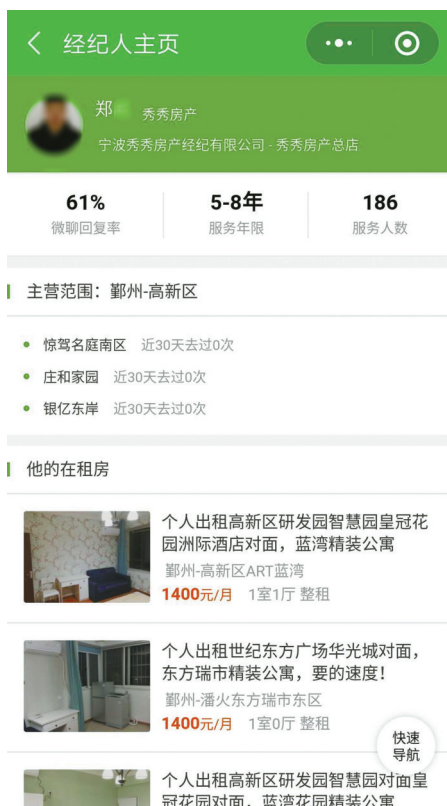 经纪人主页
郑
秀秀房产
宁波秀秀房产经纪有限公司 - 秀秀房产总店
61%
微聊回复率
5-8年
服务年限
186
服务人数
主营范围：鄞州-高新区
惊驾名庭南区 近30天去过0次
庄和家园 近30天去过0次
银亿东岸 近30天去过0次
他的在租房
个人出租高新区研发园智慧园皇冠花
园洲际酒店对面，蓝湾精装公寓
鄞州-高新区ART蓝湾
1400元/月 1室1厅 整租
个人出租世纪东方广场华光城对面，
东方瑞市精装公寓，要的速度！
鄞州-潘火东方瑞市东区
1400元/月 1室0厅 整租
快速
导航
个人出租高新区研发园智慧园对面皇
冠花园对面，蓝湾花园精装公寓